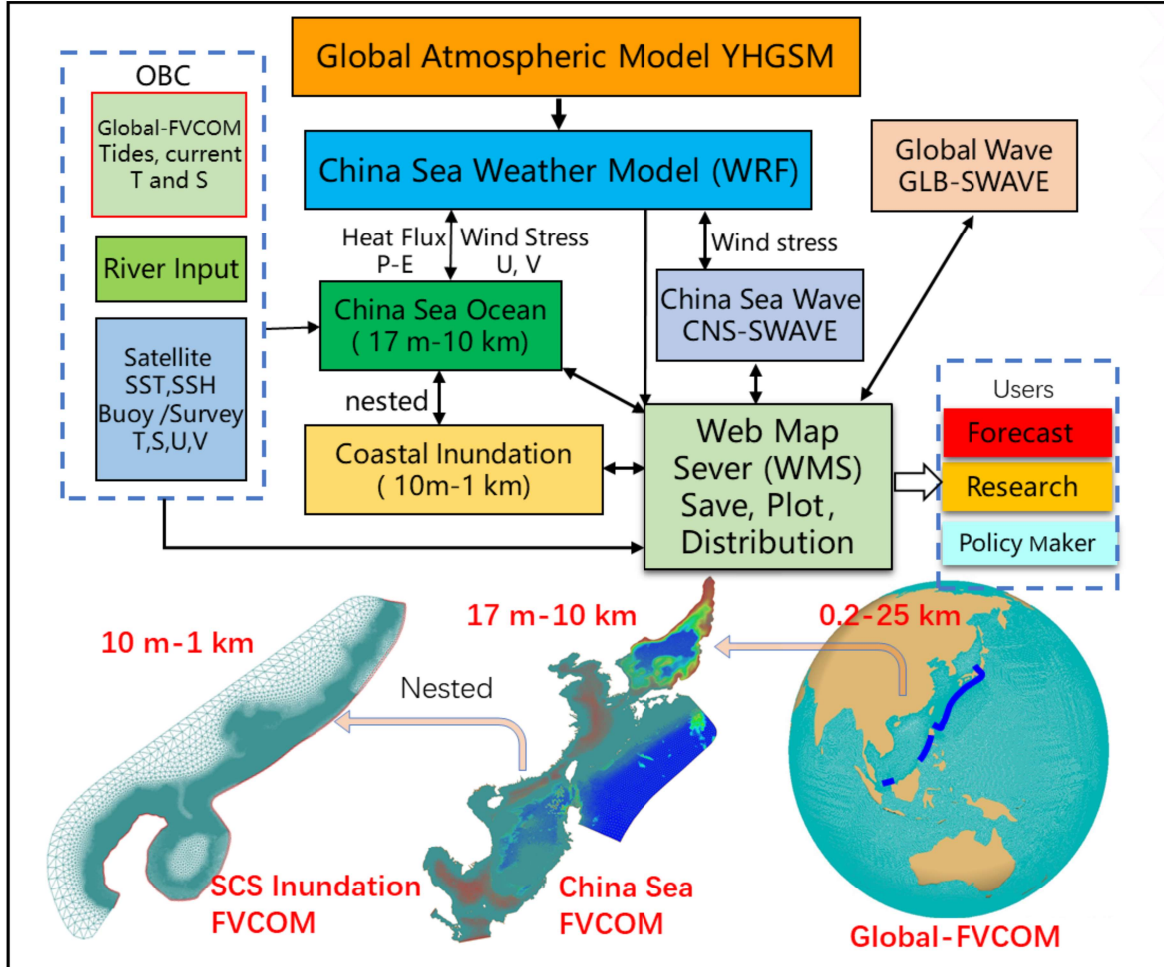 Global Atmospheric Model YHGSM
OBC
Global-FVCOM
Tides, current
T and S
River Input
Satellite
SST,SSH
Buoy /Survey
T,S,U,V
China Sea Weather Model (WRF)
Global Wave
GLB-SWAVE
Heat Flux
P-E
Wind Stress
U, V
Wind stress
China Sea Ocean
( 17 m-10 km)
China Sea Wave
CNS-SWAVE
nested
Coastal Inundation
( 10m-1 km)
Web Map
Sever (WMS)
Save, Plot,
Distribution
Users
Forecast
Research
Policy Maker
10 m-1 km
17 m-10 km
0.2-25 km
Nested
SCS Inundation
FVCOM
China Sea
FVCOM
Global-FVCOM